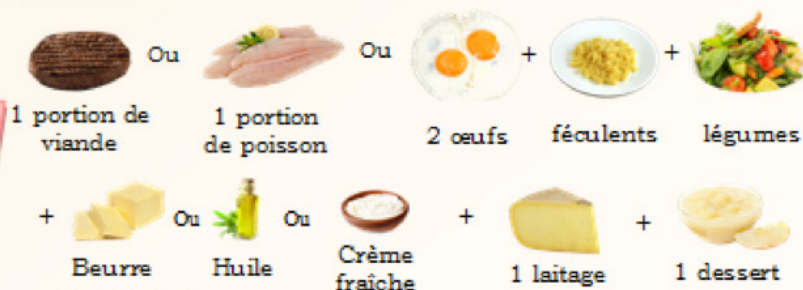 Ou Ou + +
1 portion de viande
1 portion de poisson
2 œufs
féculents
légumes
+ Ou Ou + +
Beurre
Huile
Crème fraîche
1 laitage
1 dessert